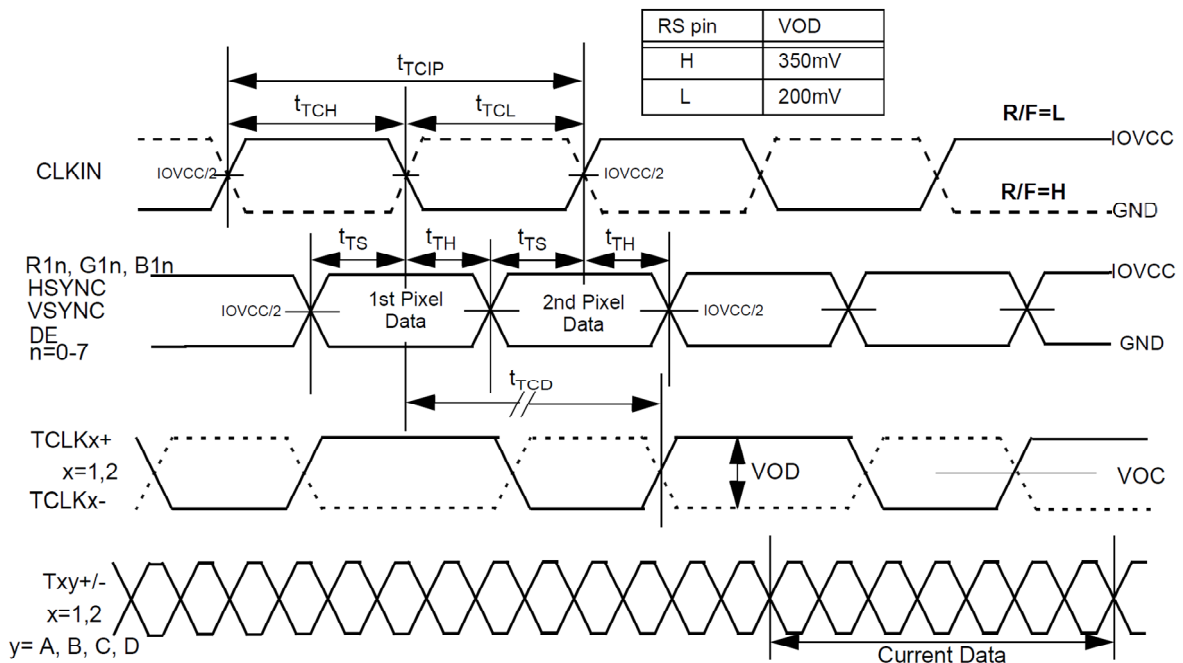 RS pin VOD
H 350mV
L 200mV
tTCIP
tTCH tTCL
R/F=L
IOVCC
CLKIN
IOVCC/2
IOVCC/2
R/F=H
GND
tTS tTH tTS tTH
R1n, G1n, B1n
HSYNC
VSYNC
DE
n=0-7
IOVCC
IOVCC/2
1st Pixel
Data
2nd Pixel
Data
IOVCC/2
GND
tTCD
TCLKx+
x=1,2
TCLKx-
VOD
VOC
Txy+/-
x=1,2
y= A, B, C, D
Current Data